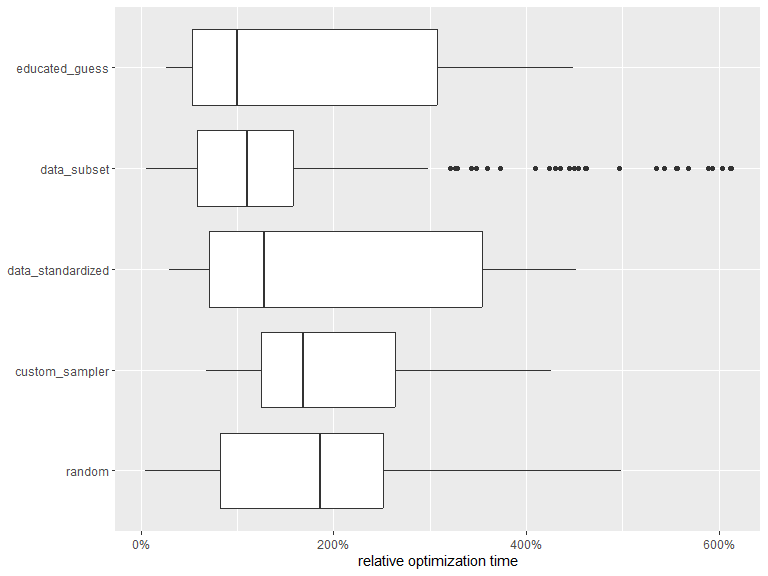 educated_guess
data_subset
data_standardized
custom_sampler
random
0% 200% 400% 600%
relative optimization time